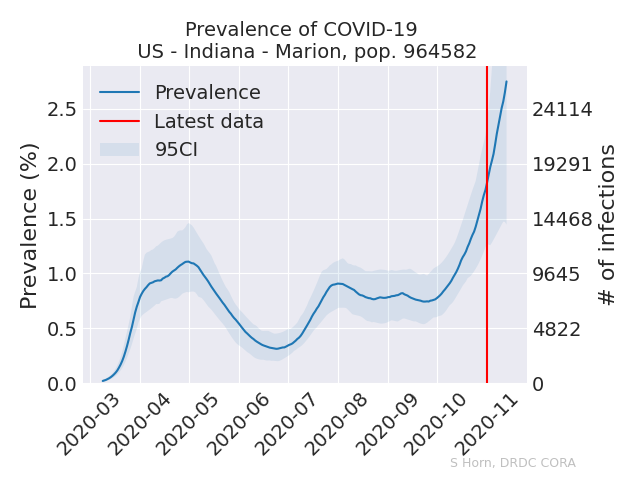 Prevalence of COVID-19
US - Indiana - Marion, pop. 964582
Prevalence
Latest data
95CI
Prevalence (%)
2.5
2.0
1.5
1.0
0.5
0.0
24114
19291
14468
9645
4822
0
# of infections
2020-03
2020-04
2020-05
2020-06
2020-07
2020-08
2020-09
2020-10
2020-11
S Horn, DRDC CORA